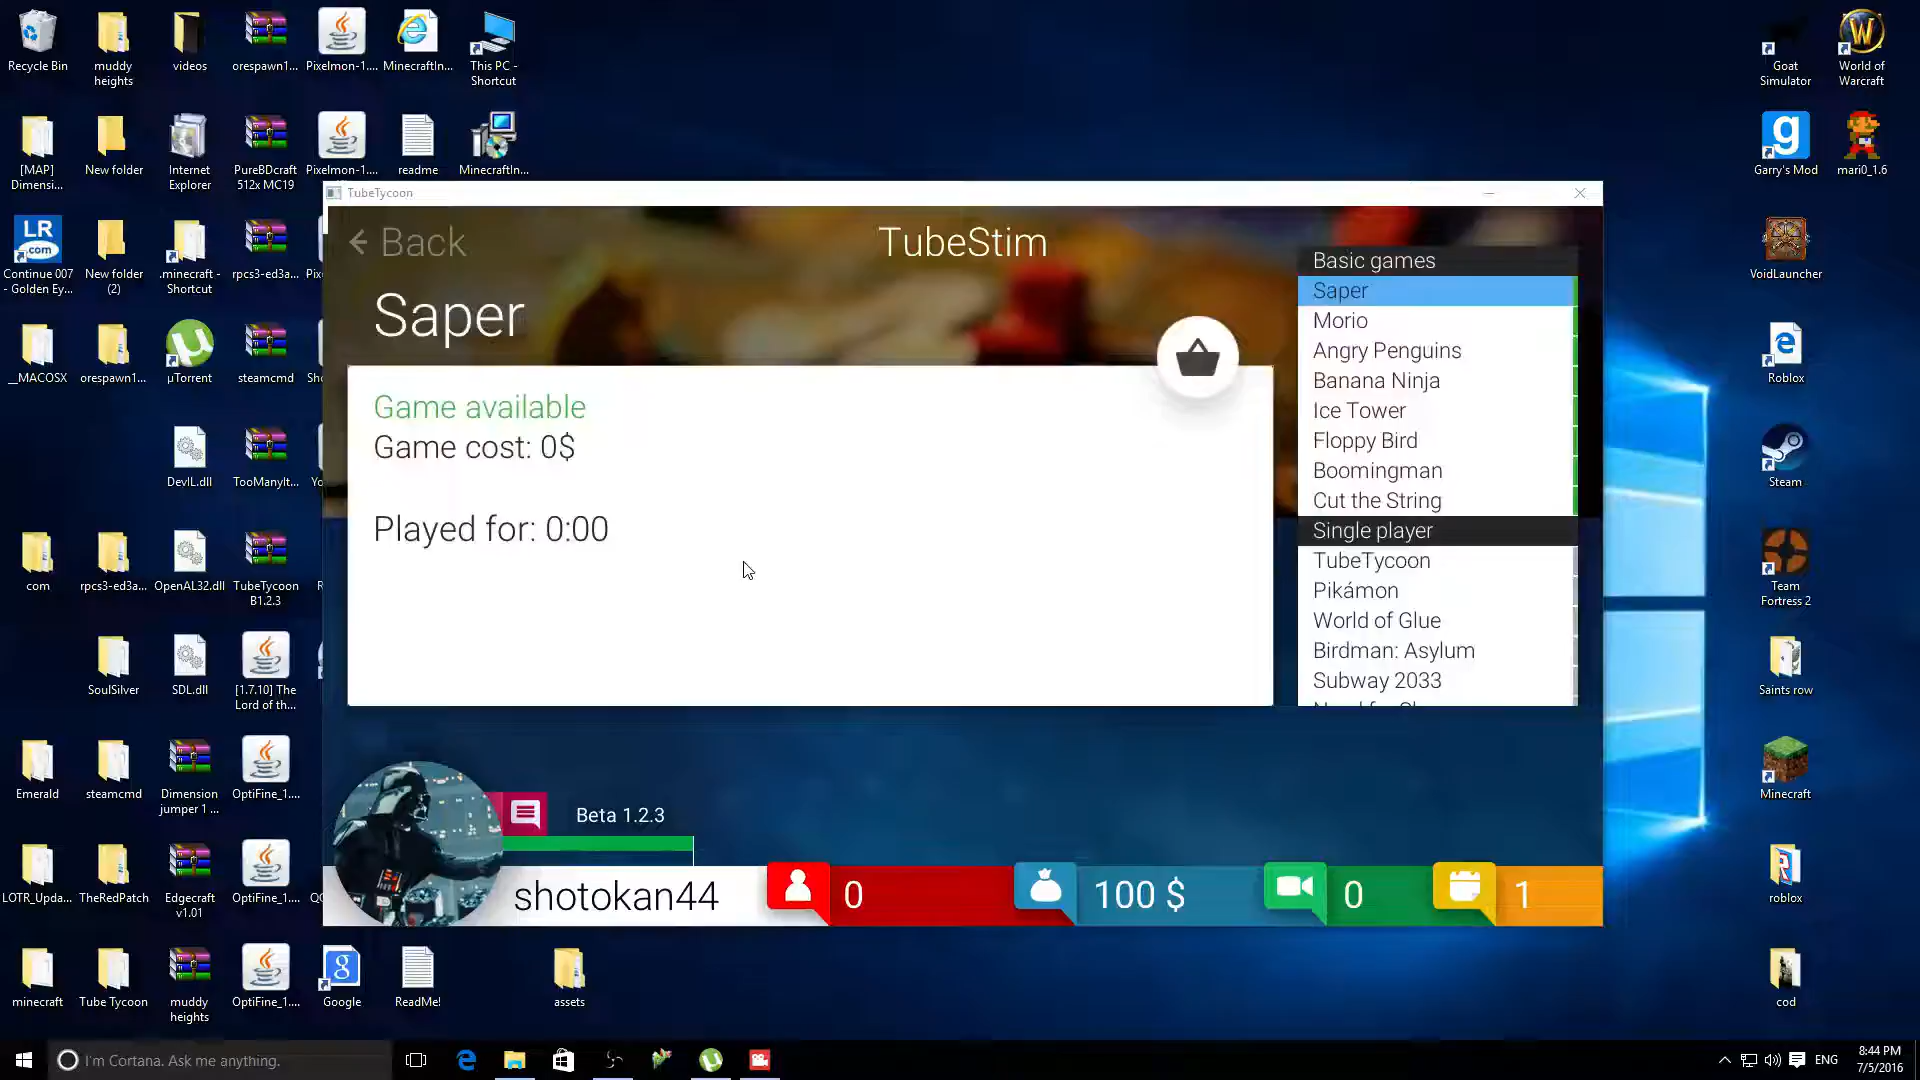 Recycle Bin
muddy
heights
videos
orespawn1...
Pixelmon-1....
MinecraftIn...
This PC -
Shortcut
Goat
Simulator
World of
Warcraft
[MAP]
Dimensi...
New folder
Internet
Explorer
PureBDcraft
512x MC19
Pixelmon-1....
readme
MinecraftIn...
Garry's Mod
mari0_1.6
LR
.com
Continue 007
- Golden Ey...
New folder
(2)
.minecraft -
Shortcut
rpcs3-ed3a...
VoidLauncher
__MACOSX
orespawn1...
µTorrent
steamcmd
Roblox
DevIL.dll
TooManyIt...
Steam
com
rpcs3-ed3a...
OpenAL32.dll
TubeTycoon
B1.2.3
Team
Fortress 2
SoulSilver
SDL.dll
[1.7.10] The
Lord of th...
Saints row
Emerald
steamcmd
Dimension
jumper 1 ...
OptiFine_1....
Minecraft
LOTR_Upda...
TheRedPatch
Edgecraft
v1.01
OptiFine_1....
roblox
minecraft
Tube Tycoon
muddy
heights
OptiFine_1....
Google
ReadMe!
assets
cod
TubeTycoon
Back
TubeStim
Saper
Game available
Game cost: 0$
Played for: 0:00
Basic games
Saper
Morio
Angry Penguins
Banana Ninja
Ice Tower
Floppy Bird
Boomingman
Cut the String
Single player
TubeTycoon
Pikámon
World of Glue
Birdman: Asylum
Subway 2033
Beta 1.2.3
shotokan44
0
100 $
0
1
I'm Cortana. Ask me anything.
ENG
8:44 PM
7/5/2016